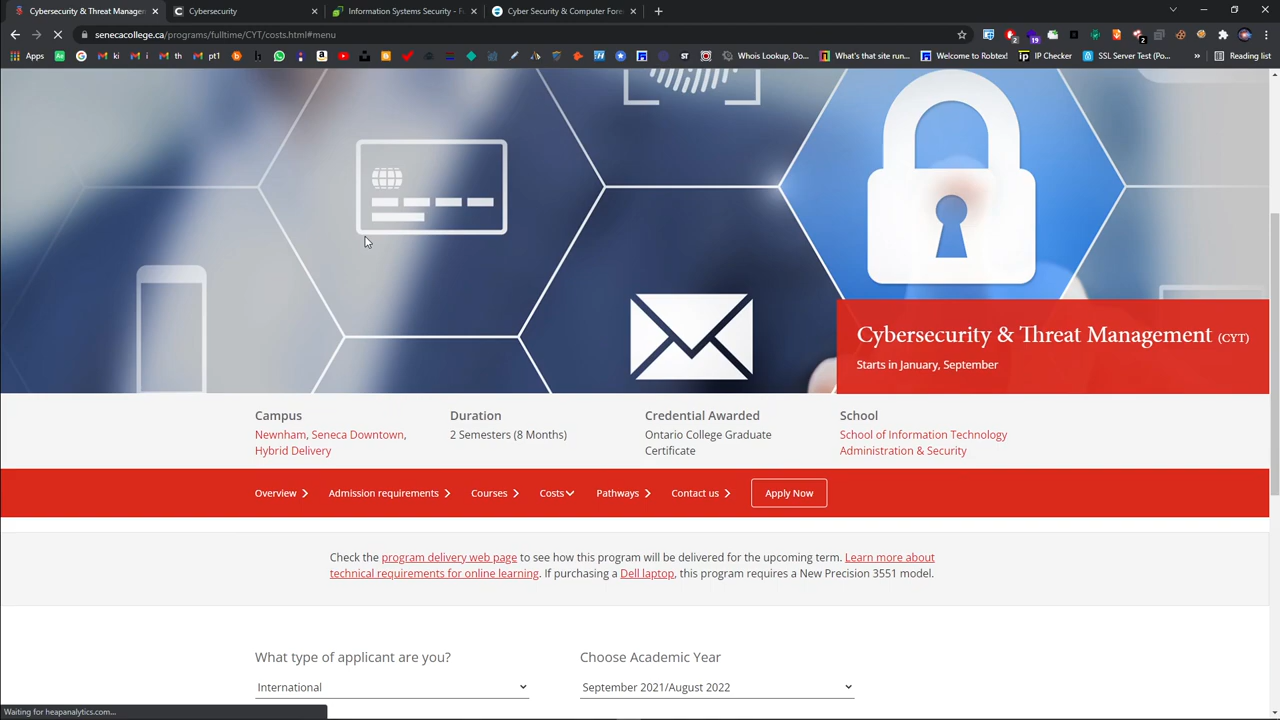 Cybersecurity & Threat Manageme
Cybersecurity
Information Systems Security - F
Cyber Security & Computer Foren
senecacollege.ca/programs/fulltime/CYT/costs.html#menu
Apps
ki
th
pt1
Whois Lookup, Do...
What's that site run...
Welcome to Robtex!
IP Checker
SSL Server Test (Po...
Reading list
Cybersecurity & Threat Management (CYT)
Starts in January, September
Campus
Newnham, Seneca Downtown,
Hybrid Delivery
Duration
2 Semesters (8 Months)
Credential Awarded
Ontario College Graduate
Certificate
School
School of Information Technology
Administration & Security
Overview
Admission requirements
Courses
Costs
Pathways
Contact us
Apply Now
Check the program delivery web page to see how this program will be delivered for the upcoming term. Learn more about
technical requirements for online learning. If purchasing a Dell laptop, this program requires a New Precision 3551 model.
What type of applicant are you?
International
Choose Academic Year
September 2021/August 2022
Waiting for heapanalytics.com...